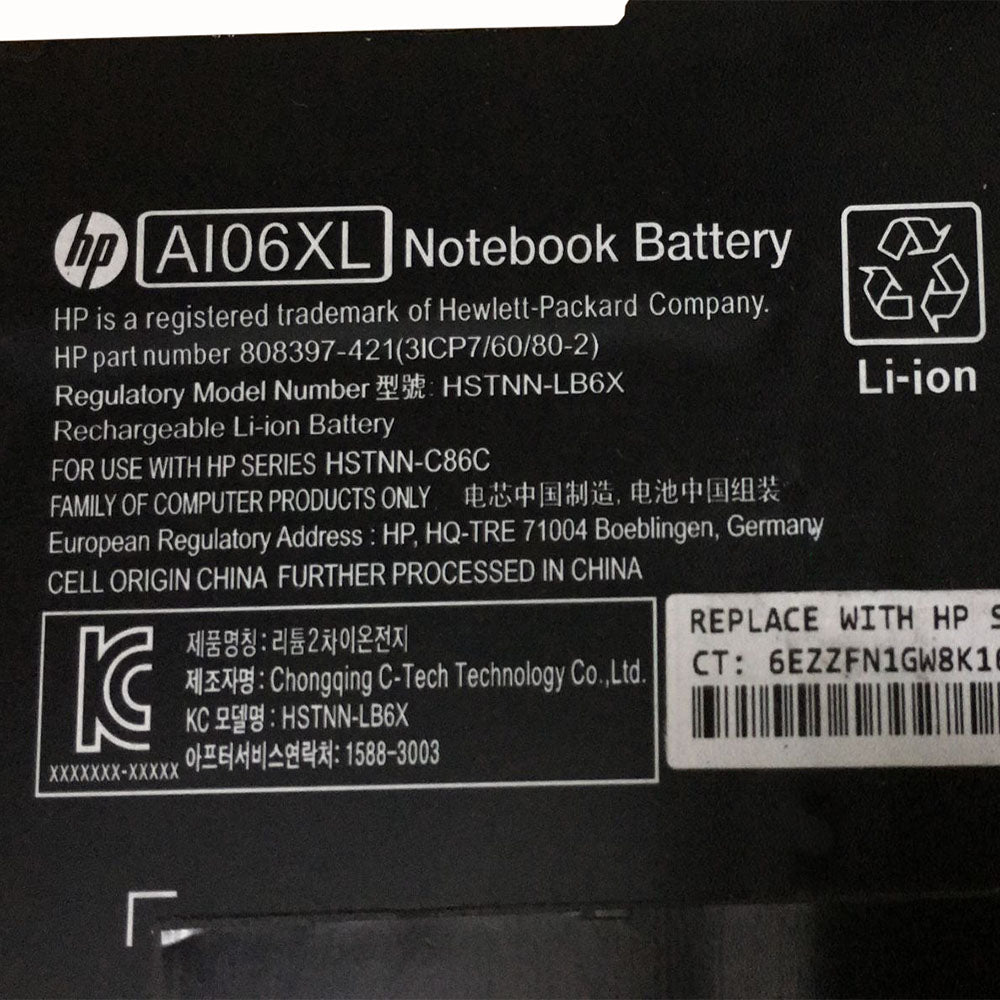 hp AI06XL Notebook Battery
HP is a registered trademark of Hewlett-Packard Company.
HP part number 808397-421(3ICP7/60/80-2)
Regulatory Model Number 型號: HSTNN-LB6X
Rechargeable Li-ion Battery
FOR USE WITH HP SERIES HSTNN-C86C
FAMILY OF COMPUTER PRODUCTS ONLY 电芯中国制造, 电池中国组装
European Regulatory Address : HP, HQ-TRE 71004 Boeblingen, Germany
CELL ORIGIN CHINA FURTHER PROCESSED IN CHINA
Li-ion
제품명칭 : 리튬2차이온전지
제조자명 : Chongqing C-Tech Technology Co.,Ltd.
KC 모델명 : HSTNN-LB6X
아프터서비스연락처: 1588-3003
XXXXXXX-XXXXX
REPLACE WITH HP
CT: 6EZZFN1GW8K1